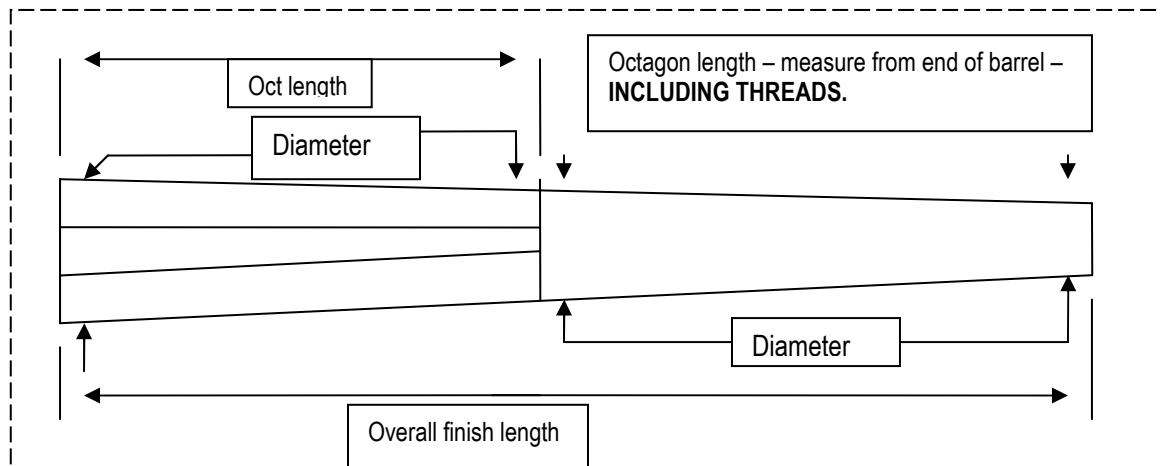 Octagon length – measure from end of barrel –
INCLUDING THREADS.
Oct length
Diameter
Diameter
Overall finish length